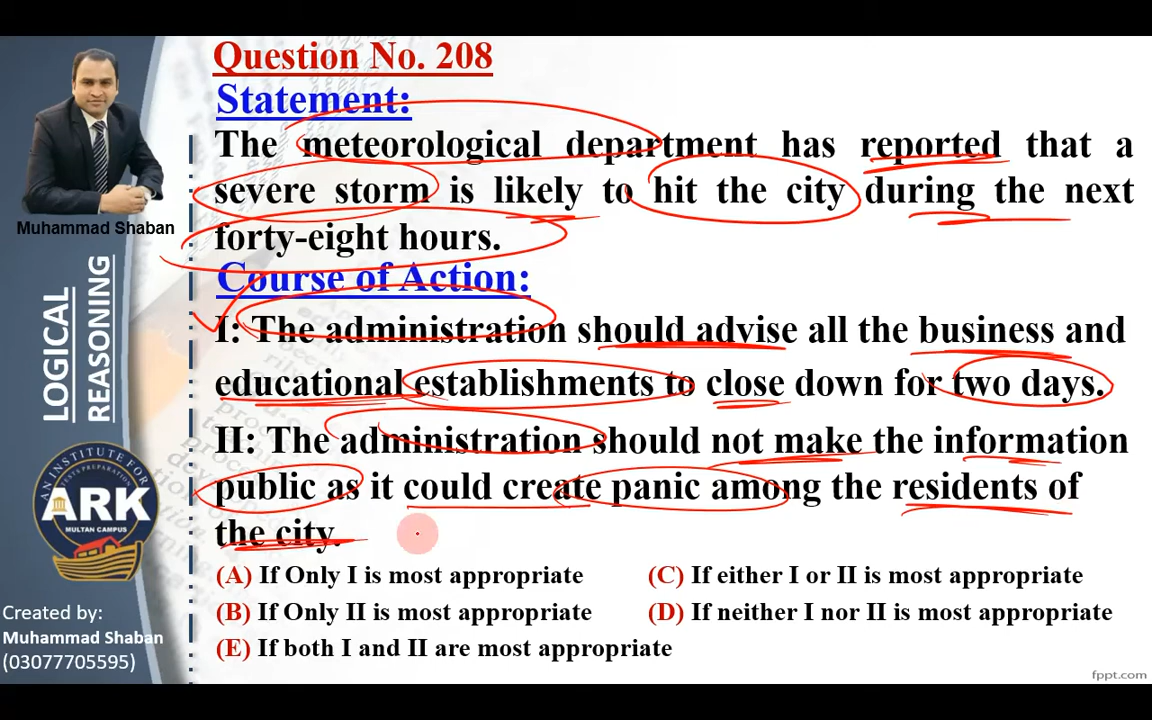 Question No. 208
Statement:
The meteorological department has reported that a
severe storm is likely to hit the city during the next
forty-eight hours.
Course of Action:
I: The administration should advise all the business and
educational establishments to close down for two days.
II: The administration should not make the information
public as it could create panic among the residents of
the city.
(A) If Only I is most appropriate
(C) If either I or II is most appropriate
(B) If Only II is most appropriate
(D) If neither I nor II is most appropriate
(E) If both I and II are most appropriate
Muhammad Shaban
LOGICAL
REASONING
AN INSTITUTE FOR
TESTS PREPARATION
ARK
MULTAN CAMPUS
Created by:
Muhammad Shaban
(03077705595)
fppt.com